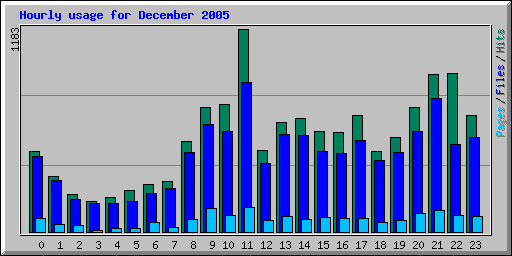 Hourly usage for December 2005
1183
Pages / Files / Hits
0 1 2 3 4 5 6 7 8 9 10 11 12 13 14 15 16 17 18 19 20 21 22 23